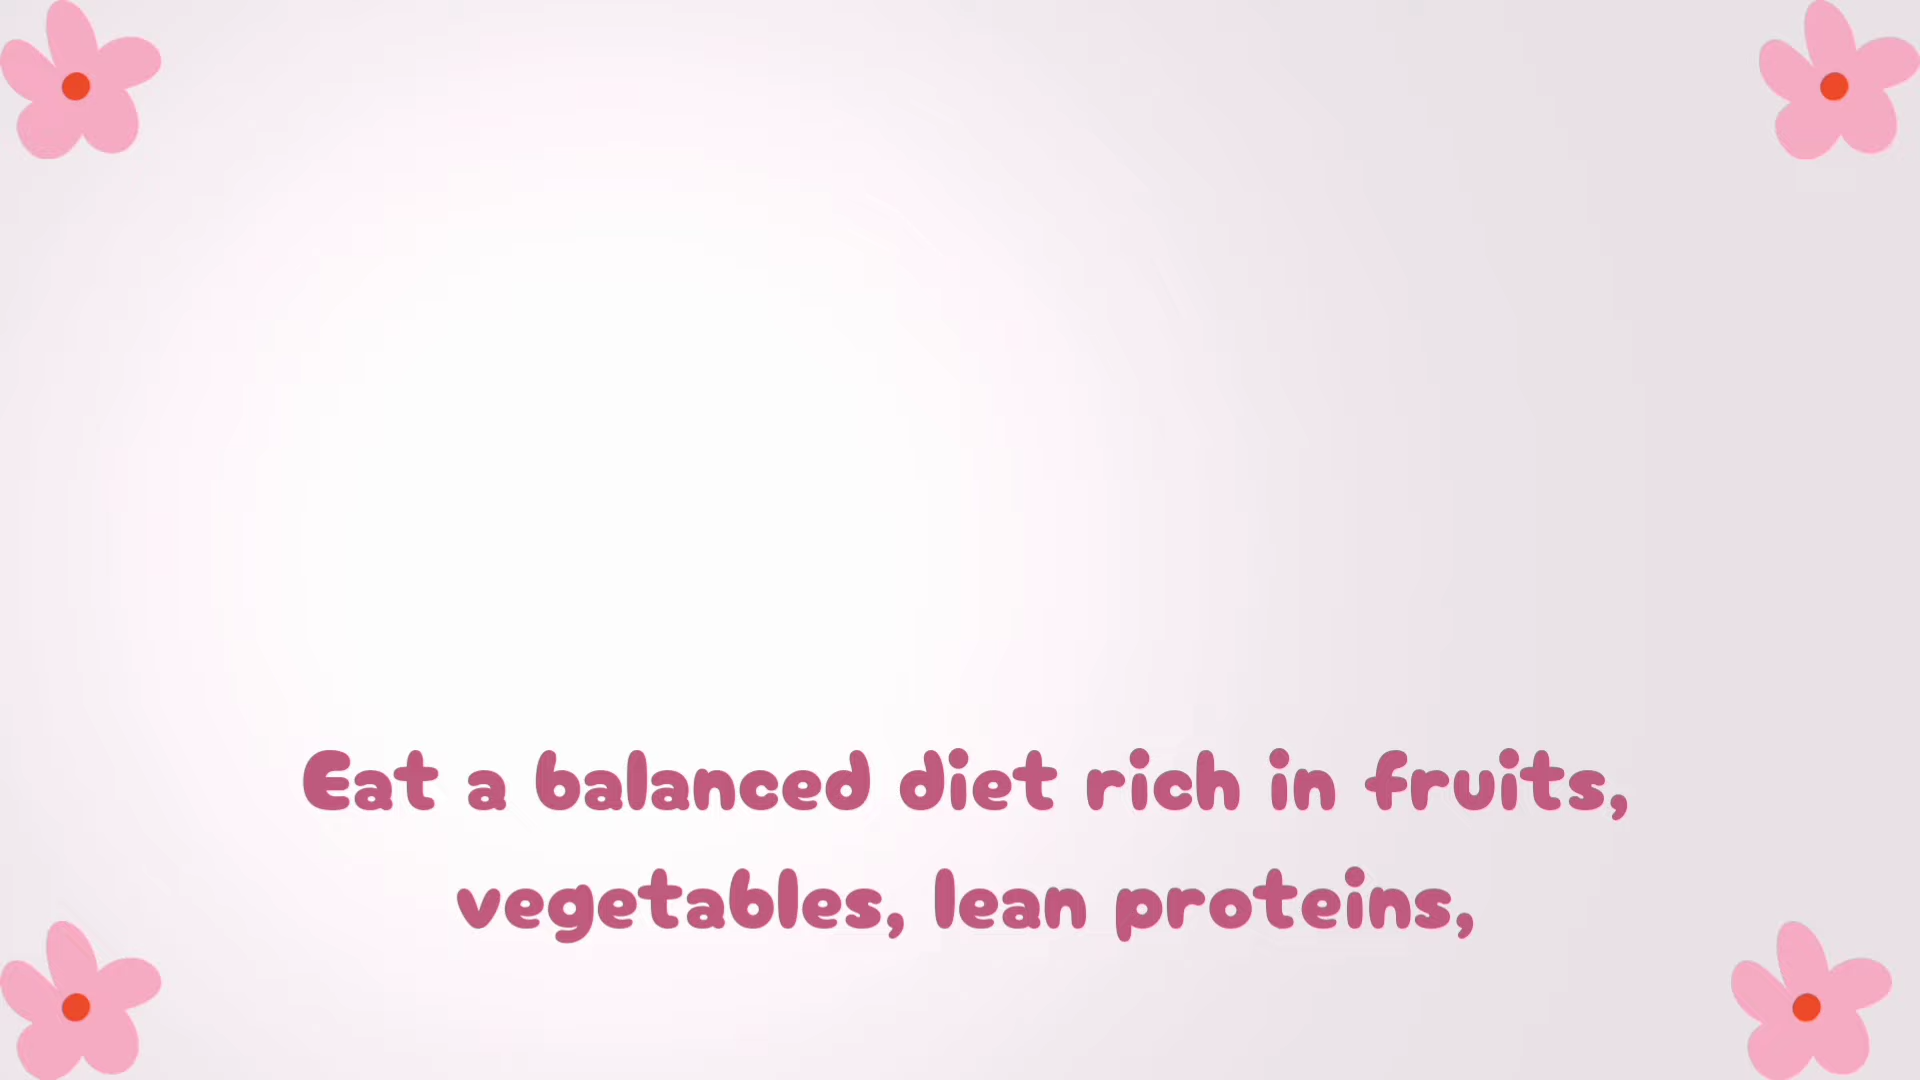 Eat a balanced diet rich in fruits,
vegetables, lean proteins,